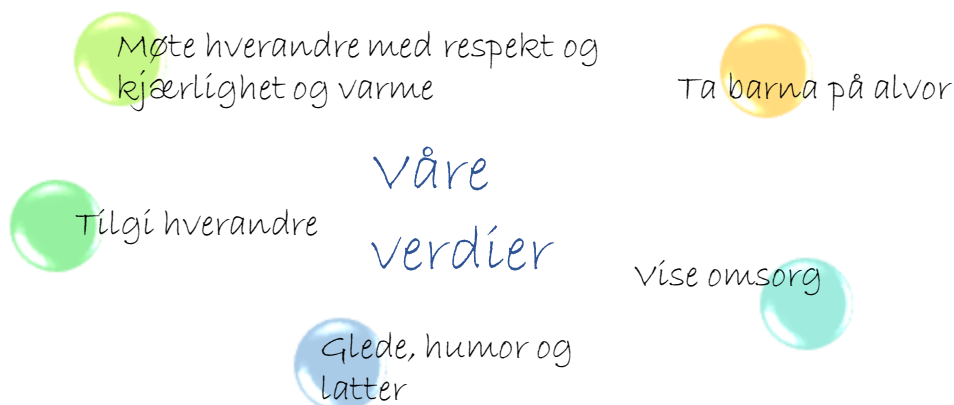 Møte hverandre med respekt og
kjærlighet og varme
Ta barna på alvor
Våre
verdier
Tilgi hverandre
Vise omsorg
Glede, humor og
latter